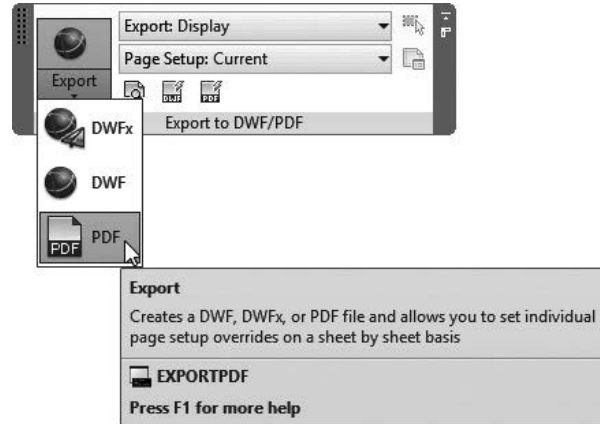 Export: Display
Page Setup: Current
Export
DWF
PDF
Export to DWF/PDF
DWFx
DWF
PDF
PDF
Export
Creates a DWF, DWFx, or PDF file and allows you to set individual
page setup overrides on a sheet by sheet basis
EXPORTPDF
Press F1 for more help